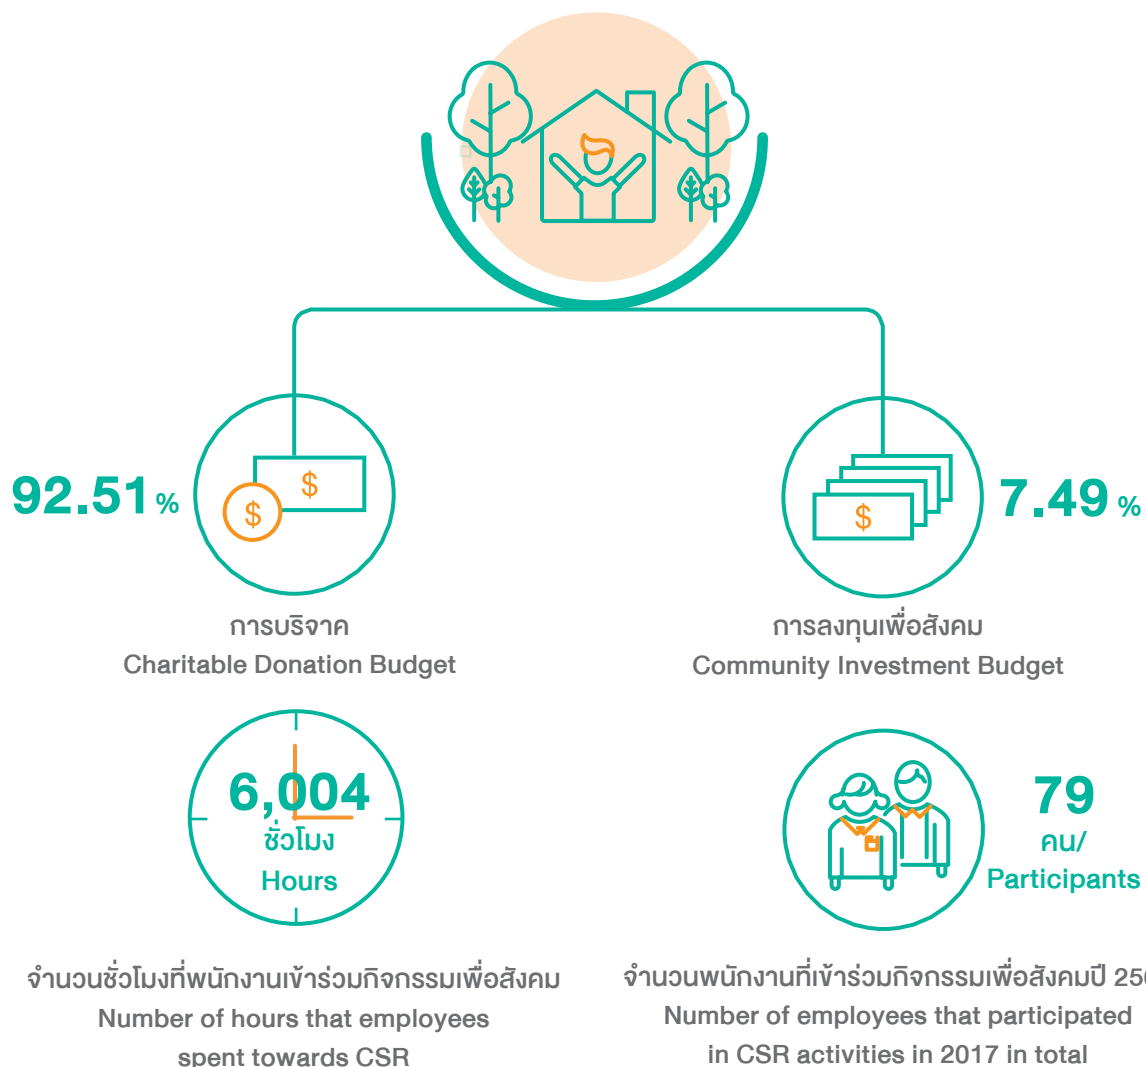 $
$
92.51 %
การบริจาค
Charitable Donation Budget
$
7.49 %
การลงทุนเพื่อสังคม
Community Investment Budget
6,004
ชั่วโมง
Hours
จำนวนชั่วโมงที่พนักงานเข้าร่วมกิจกรรมเพื่อสังคม
Number of hours that employees
spent towards CSR
79
คน/
Participants
จำนวนพนักงานที่เข้าร่วมกิจกรรมเพื่อสังคมปี
Number of employees that participated
in CSR activities in 2017 in total